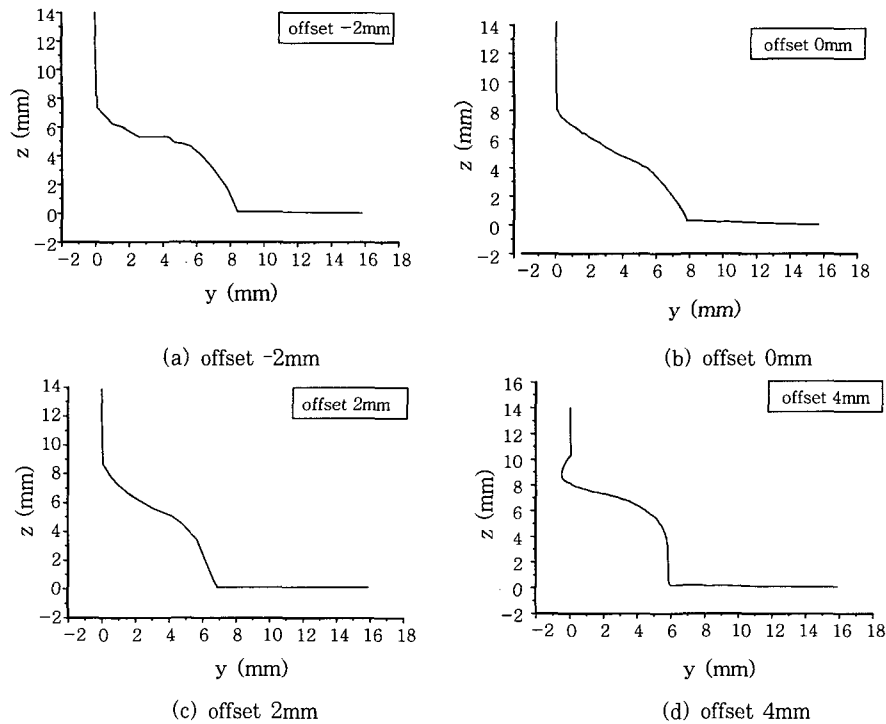 offset -2mm
14
12
10
8
6
4
2
0
-2
z (mm)
-2 0 2 4 6 8 10 12 14 16 18
y (mm)
(a) offset -2mm
offset 0mm
14
12
10
8
6
4
2
0
-2
z (mm)
-2 0 2 4 6 8 10 12 14 16 18
y (mm)
(b) offset 0mm
offset 2mm
14
12
10
8
6
4
2
0
-2
z (mm)
-2 0 2 4 6 8 10 12 14 16 18
y (mm)
(c) offset 2mm
offset 4mm
16
14
12
10
8
6
4
2
0
-2
z (mm)
-2 0 2 4 6 8 10 12 14 16 18
y (mm)
(d) offset 4mm